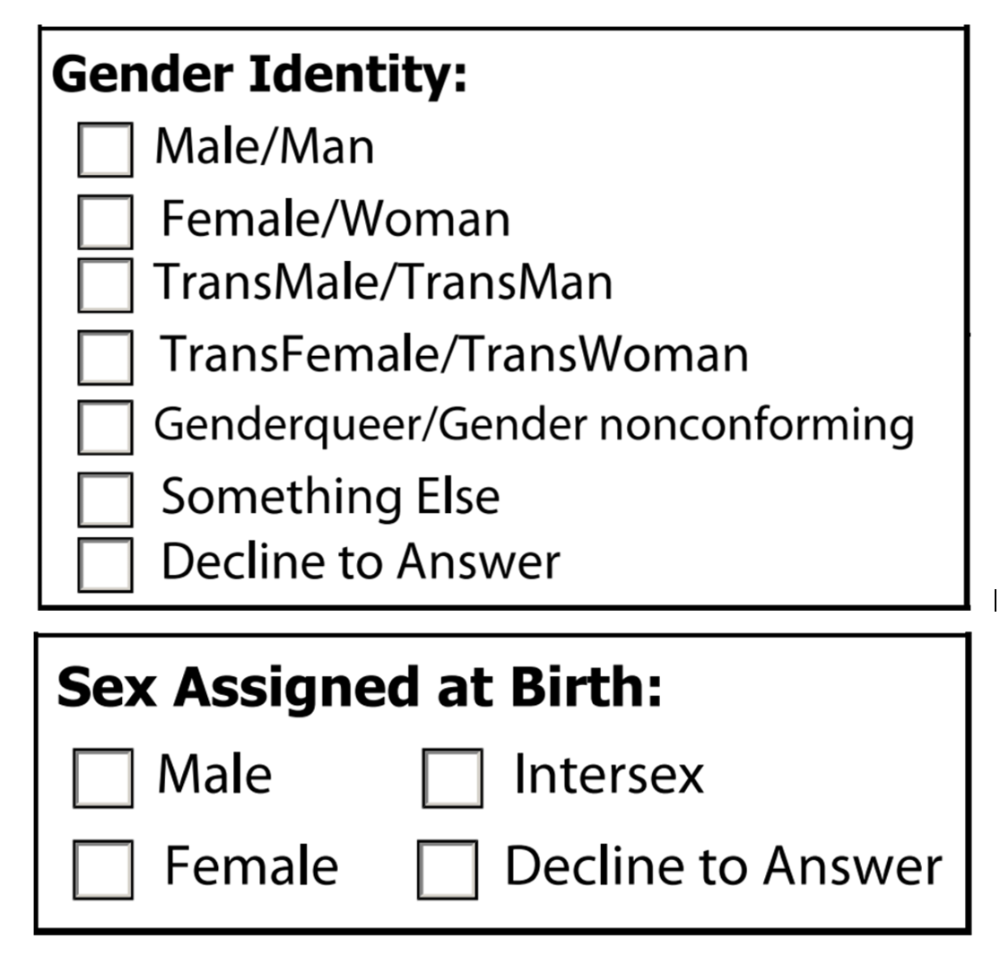 Gender Identity:
Male/Man
Female/Woman
TransMale/TransMan
TransFemale/TransWoman
Genderqueer/Gender nonconforming
Something Else
Decline to Answer
Sex Assigned at Birth:
Male Intersex
Female Decline to Answer